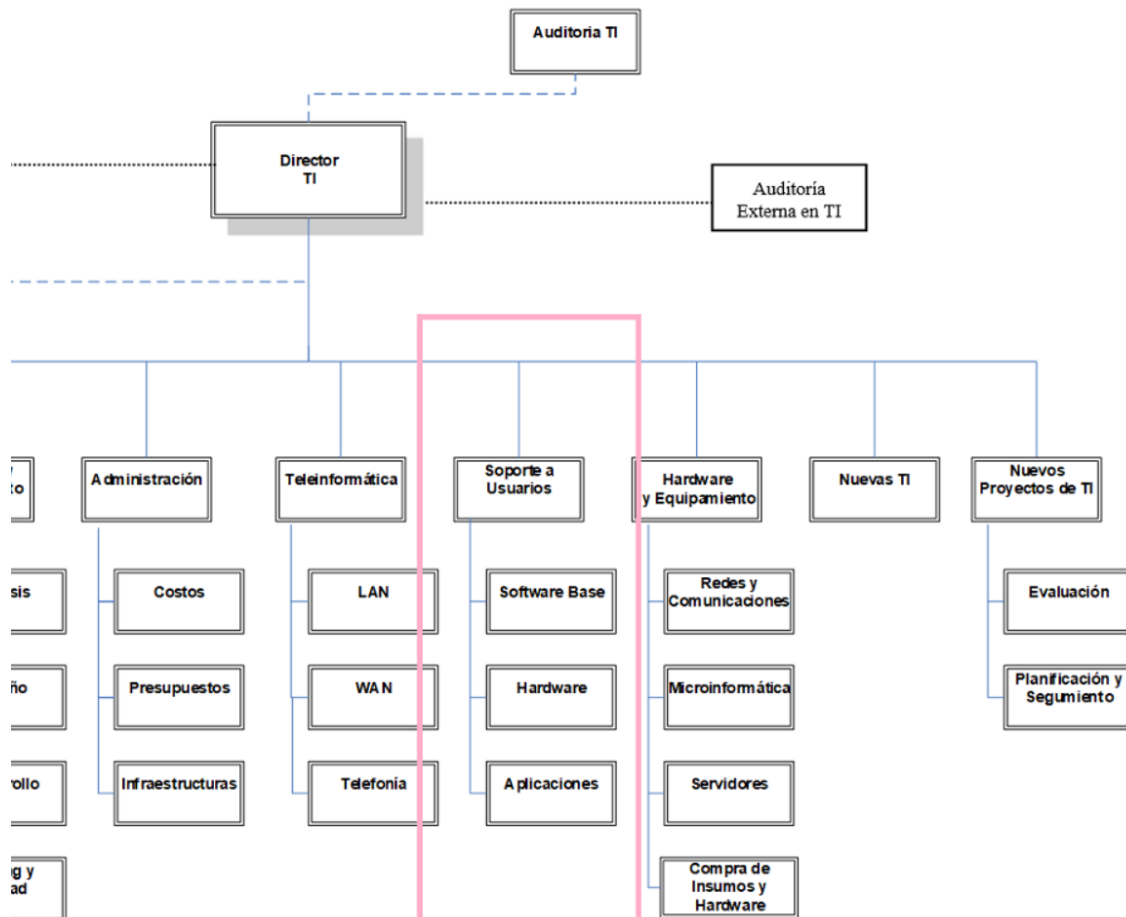 Auditoria TI
Director
TI
Auditoría
Externa en TI
Administración
Teleinformática
Soporte a
Usuarios
Hardware
y Equipamiento
Nuevas TI
Nuevos
Proyectos de TI
Costos
LAN
Software Base
Redes y
Comunicaciones
Evaluación
Presupuestos
WAN
Hardware
Microinformática
Planificación y
Segumiento
Infraestructuras
Telefonía
Aplicaciones
Servidores
Compra de
Insumos y
Hardware